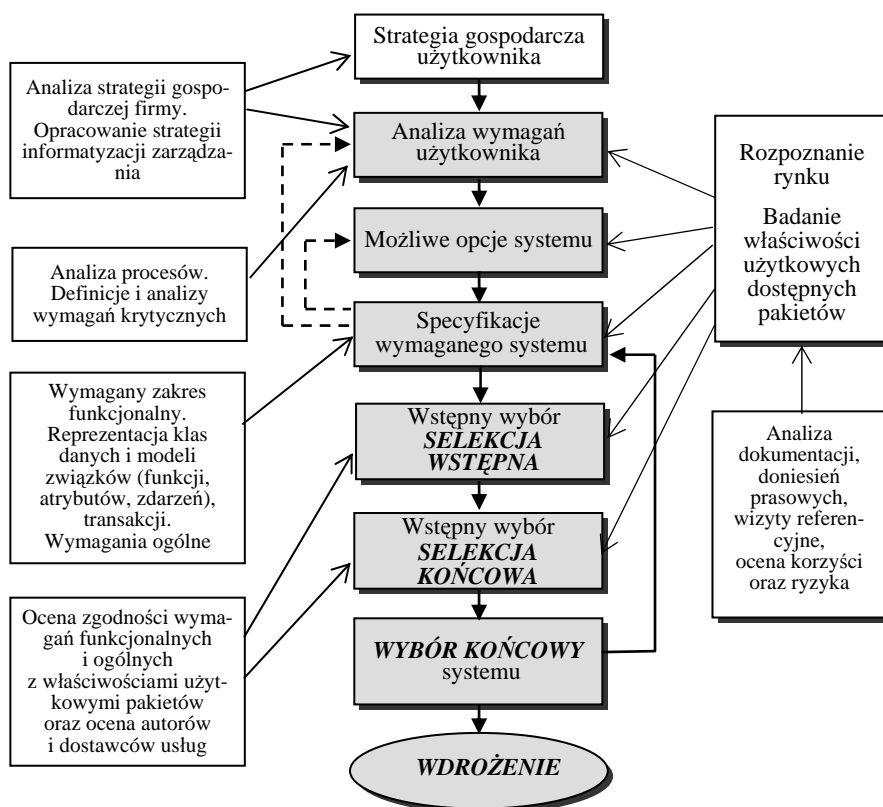 Strategia gospodarcza
użytkownika
Analiza strategii gospo-
darczej firmy.
Opracowanie strategii
informatyzacji zarządza-
nia
Analiza wymagań
użytkownika
Rozpoznanie
rynku
Badanie
właściwości
użytkowych
dostępnych
pakietów
Możliwe opcje systemu
Analiza procesów.
Definicje i analizy
wymagań krytycznych
Specyfikacje
wymaganego systemu
Wymagany zakres
funkcjonalny.
Reprezentacja klas
danych i modeli
związków (funkcji,
atrybutów, zdarzeń),
transakcji.
Wymagania ogólne
Wstępny wybór
SELEKCJA
WSTĘPNA
Analiza
dokumentacji,
doniesień
prasowych,
wizyty referen-
cyjne,
ocena korzyści
oraz ryzyka
Wstępny wybór
SELEKCJA
KOŃCOWA
Ocena zgodności wyma-
gań funkcjonalnych
i ogólnych
z właściwościami użyt-
kowymi pakietów
oraz ocena autorów
i dostawców usług
WYBÓR KOŃCOWY
systemu
WDROŻENIE